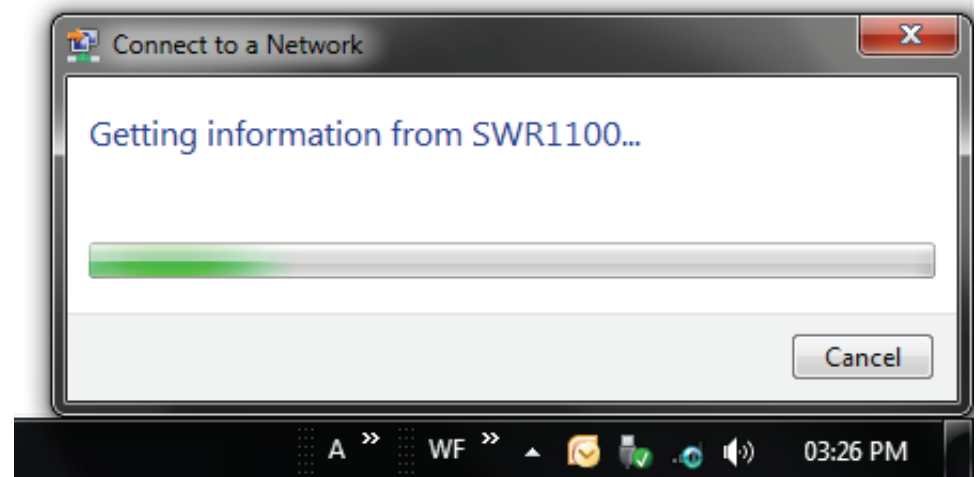 Connect to a Network
Getting information from SWR1100...
Cancel
A » WF » 03:26 PM